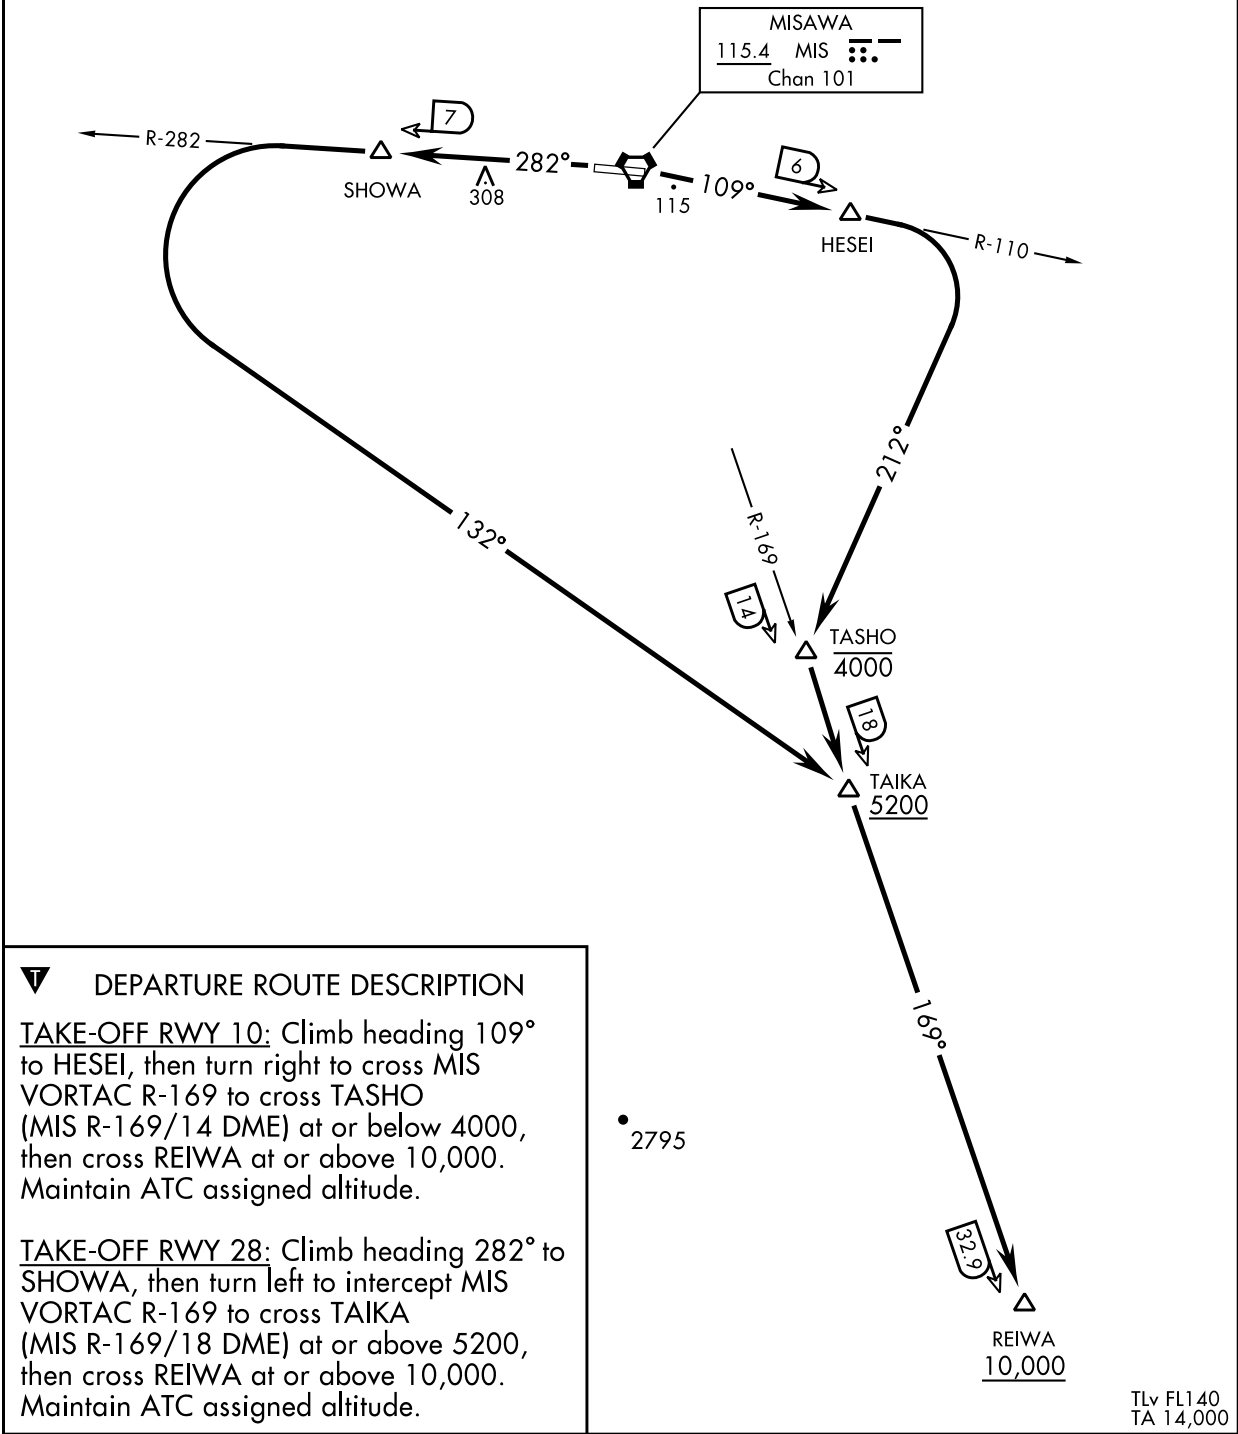 MISAWA
115.4 MIS
Chan 101
7
R-282
282°
SHOWA
308
115
109°
6
HESEI
R-110
212°
R-169
132°
14
TASHO
4000
18
TAIKA
5200
169°
T DEPARTURE ROUTE DESCRIPTION
TAKE-OFF RWY 10: Climb heading 109°
to HESEI, then turn right to cross MIS
VORTAC R-169 to cross TASHO
(MIS R-169/14 DME) at or below 4000,
then cross REIWA at or above 10,000.
Maintain ATC assigned altitude.
TAKE-OFF RWY 28: Climb heading 282° to
SHOWA, then turn left to intercept MIS
VORTAC R-169 to cross TAIKA
(MIS R-169/18 DME) at or above 5200,
then cross REIWA at or above 10,000.
Maintain ATC assigned altitude.
2795
32.9
REIWA
10,000
TLv FL140
TA 14,000